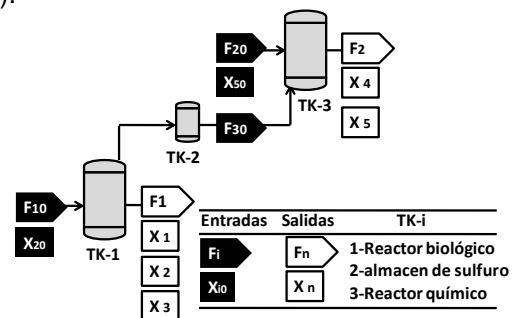 ).
F20
F2
X50
X 4
TK-3
X 5
F30
TK-2
F10
F1
X20
TK-1
X 1
X 2
X 3
Entradas Salidas TK-i
Fi Fn 1-Reactor biológico
Xi0 X n 2-almacen de sulfuro
3-Reactor químico